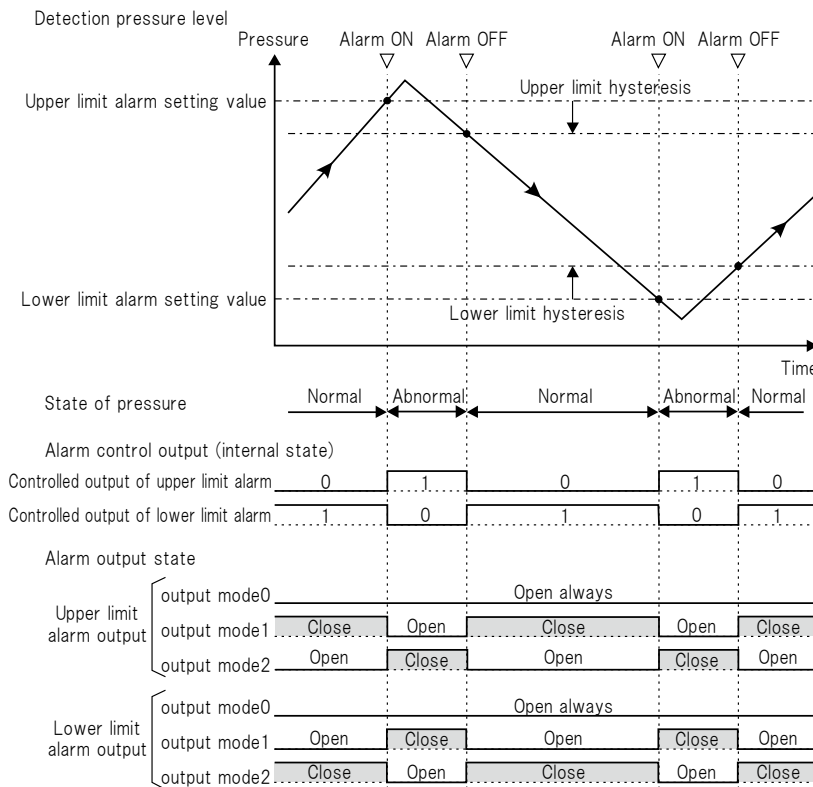 Detection pressure level
Pressure Alarm ON Alarm OFF Alarm ON Alarm OFF
Upper limit hysteresis
Upper limit alarm setting value
Lower limit alarm setting value
Lower limit hysteresis
Time
State of pressure Normal Abnormal Normal Abnormal Normal
Alarm control output (internal state)
Controlled output of upper limit alarm 0 1 0 1 0
Controlled output of lower limit alarm 1 0 1 0 1
Alarm output state
Upper limit alarm output
output mode0 Open always
output mode1 Close Open Close Open Close
output mode2 Open Close Open Close Open
Lower limit alarm output
output mode0 Open always
output mode1 Open Close Open Close Open
output mode2 Close Open Close Open Close